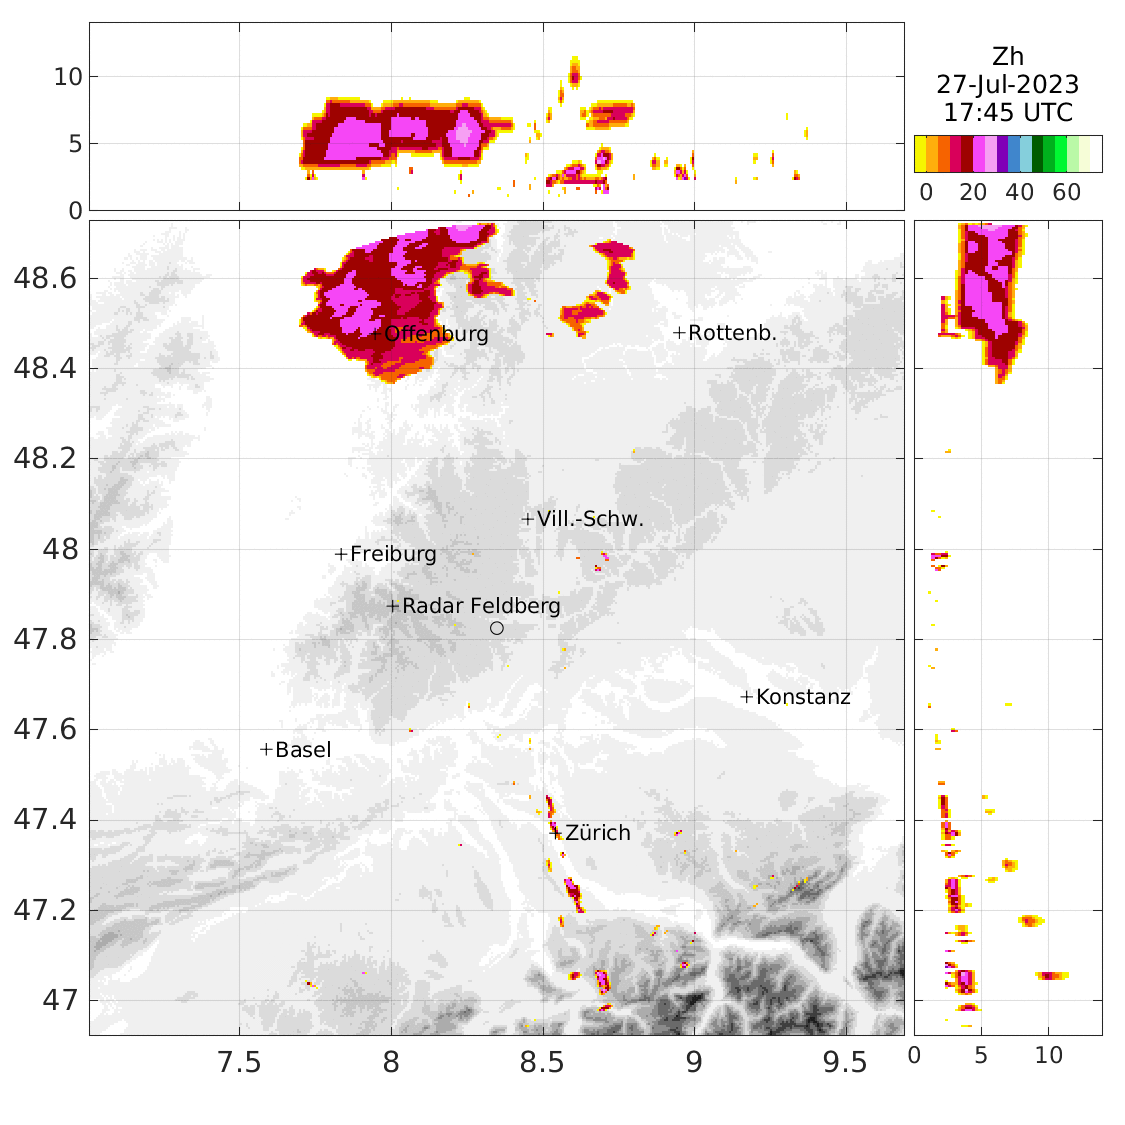 10
5
0
Zh
27-Jul-2023
17:45 UTC
0 20 40 60
48.6
48.4
48.2
48
47.8
47.6
47.4
47.2
47
Offenburg
Rottenb.
Vill.-Schw.
Freiburg
Radar Feldberg
Konstanz
Basel
Zürich
7.5 8 8.5 9 9.5
0 5 10